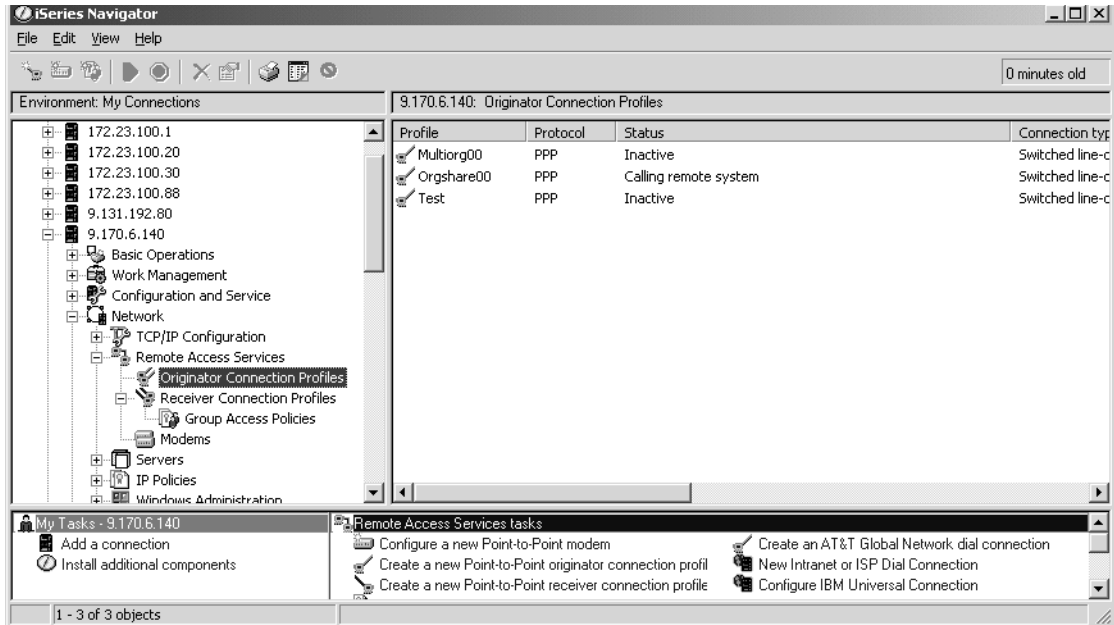 iSeries Navigator
File Edit View Help
0 minutes old
Environment: My Connections
9.170.6.140: Originator Connection Profiles
172.23.100.1
172.23.100.20
172.23.100.30
172.23.100.88
9.131.192.80
9.170.6.140
Basic Operations
Work Management
Configuration and Service
Network
TCP/IP Configuration
Remote Access Services
Originator Connection Profiles
Receiver Connection Profiles
Group Access Policies
Modems
Servers
IP Policies
Windows Administration
Profile Protocol Status Connection typ
Multiorg00 PPP Inactive Switched line-c
Orgshare00 PPP Calling remote system Switched line-c
Test PPP Inactive Switched line-c
My Tasks - 9.170.6.140
Add a connection
Install additional components
Remote Access Services tasks
Configure a new Point-to-Point modem
Create a new Point-to-Point originator connection profil
Create a new Point-to-Point receiver connection profile
Create an AT&T Global Network dial connection
New Intranet or ISP Dial Connection
Configure IBM Universal Connection
1 - 3 of 3 objects